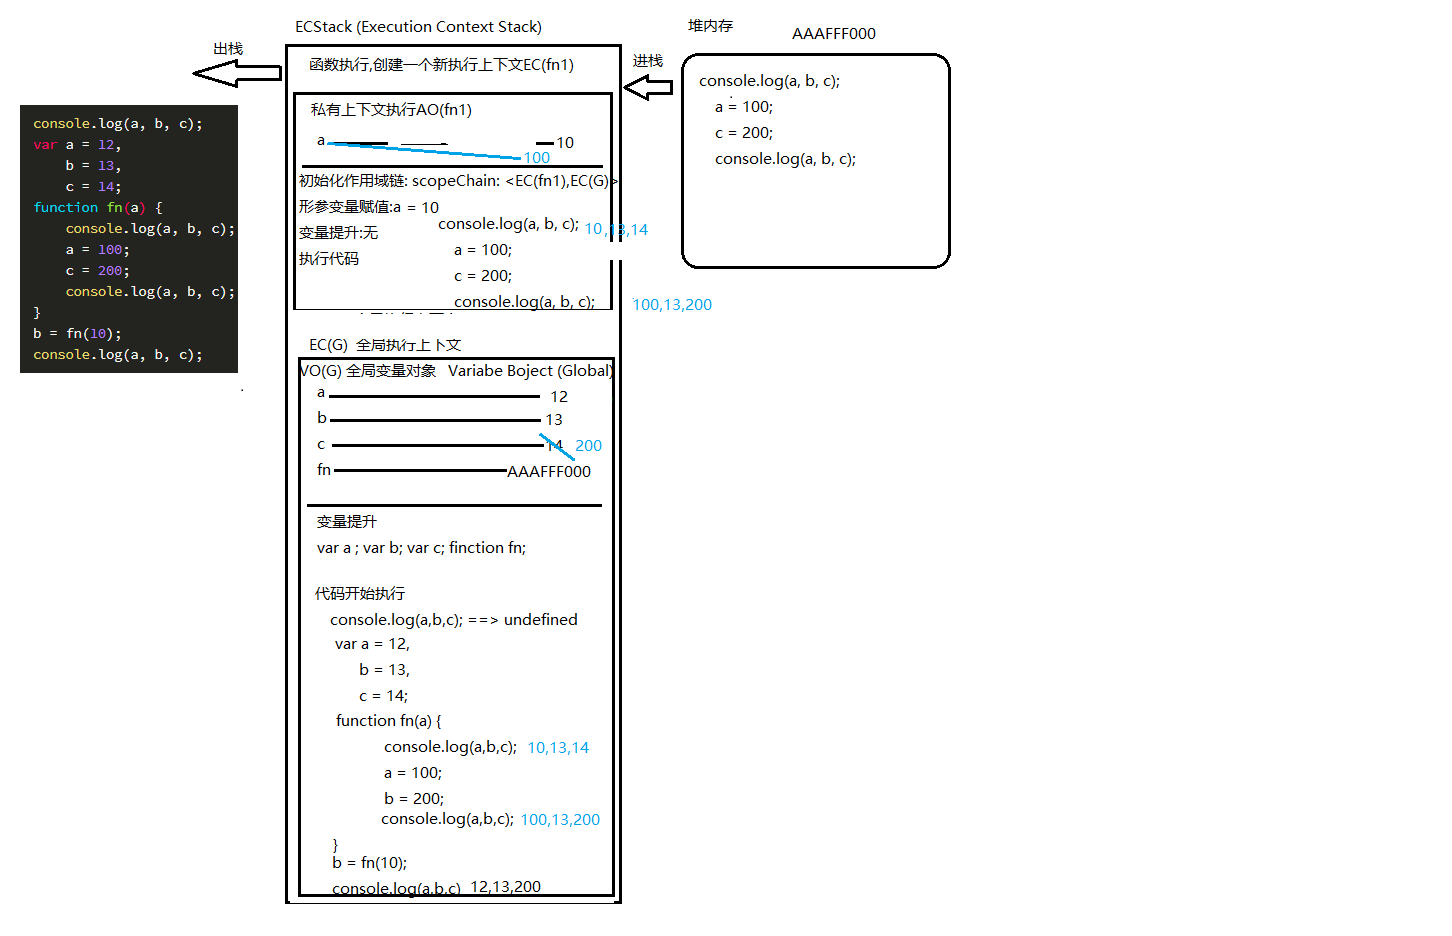 console.log(a, b, c);
var a = 12,
b = 13,
c = 14;
function fn(a) {
console.log(a, b, c);
a = 100;
c = 200;
console.log(a, b, c);
}
b = fn(10);
console.log(a, b, c);
出栈
ECStack (Execution Context Stack)
函数执行,创建一个新执行上下文EC(fn1)
私有上下文执行AO(fn1)
a 10
100
初始化作用域链: scopeChain: <EC(fn1),EC(G)>
形参变量赋值:a = 10
变量提升:无
执行代码
console.log(a, b, c); 10,13,14
a = 100;
c = 200;
console.log(a, b, c); 100,13,200
EC(G) 全局执行上下文
VO(G) 全局变量对象 Variabe Boject (Global)
a 12
b 13
c 14 200
fn AAAFFF000
变量提升
var a ; var b; var c; finction fn;
代码开始执行
console.log(a,b,c); ==> undefined
var a = 12,
b = 13,
c = 14;
function fn(a) {
console.log(a,b,c); 10,13,14
a = 100;
b = 200;
console.log(a,b,c); 100,13,200
}
b = fn(10);
console.log(a,b,c) 12,13,200
进栈
堆内存
AAAFFF000
console.log(a, b, c);
a = 100;
c = 200;
console.log(a, b, c);